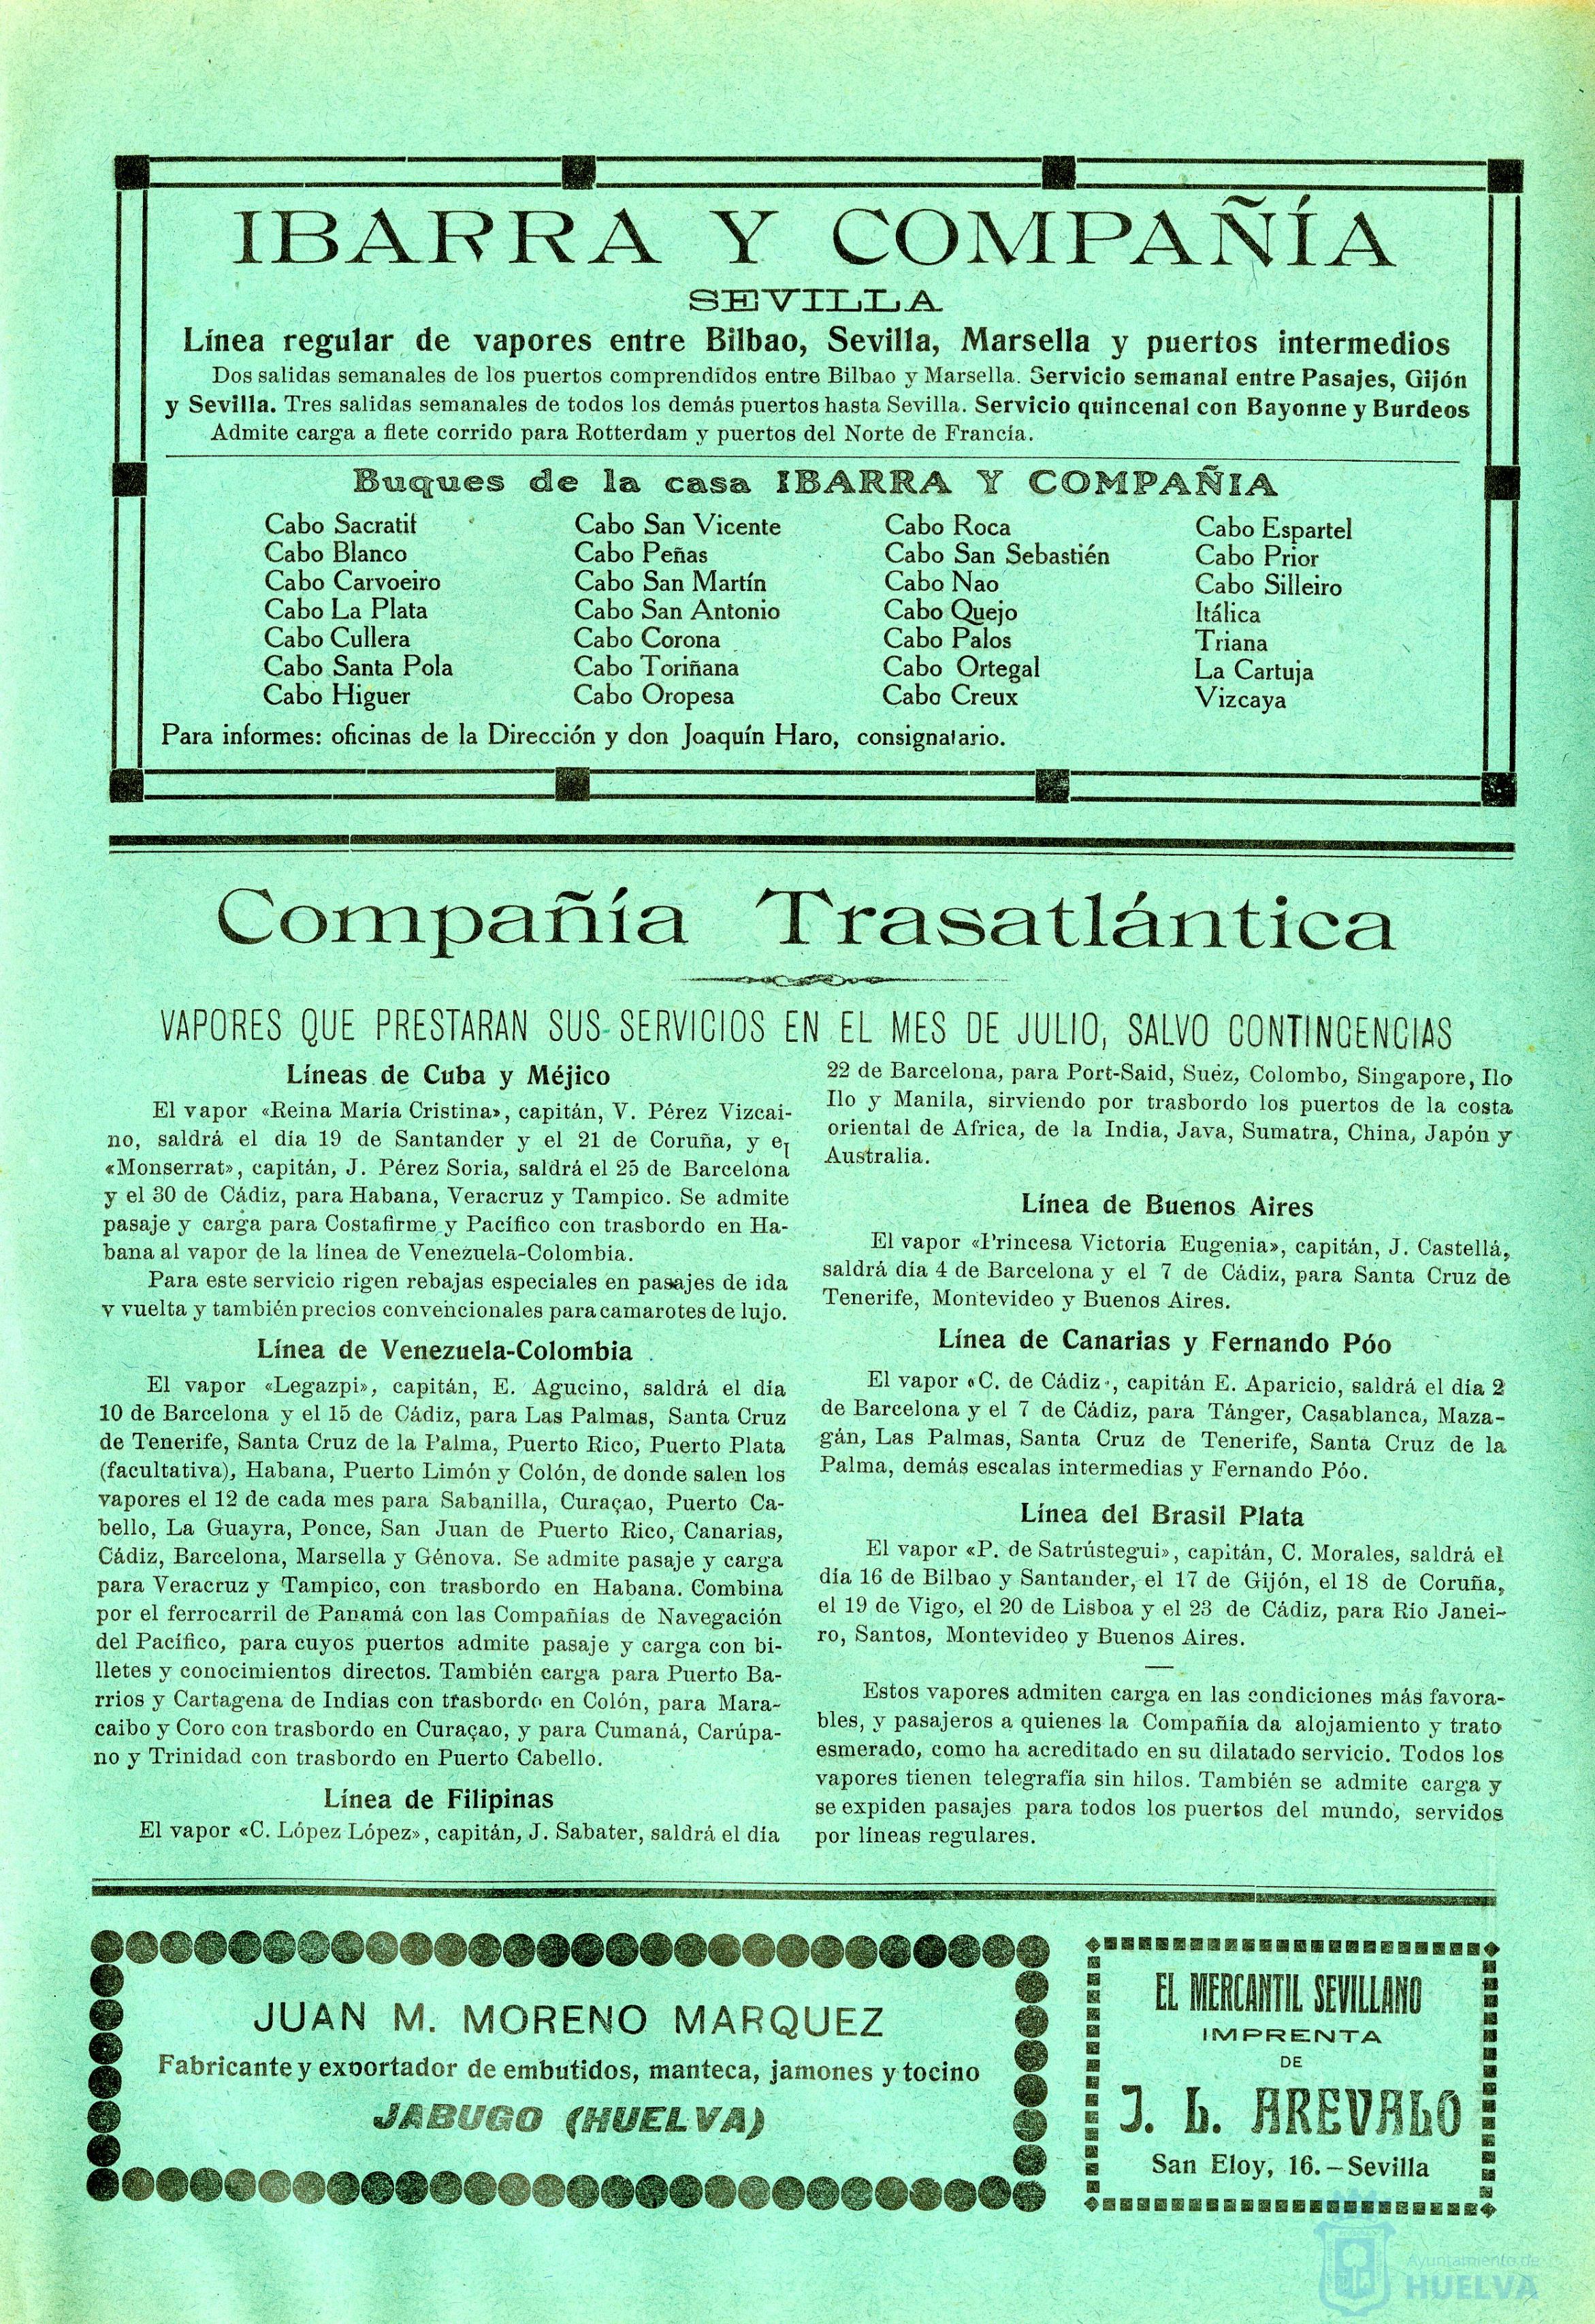 IBARRA Y COMPAÑÍA
SEVILLA
Línea regular de vapores entre Bilbao, Sevilla, Marsella y puertos intermedios
Dos salidas semanales de los puertos comprendidos entre Bilbao y Marsella. Servicio semanal entre Pasajes, Gijón
y Sevilla. Tres salidas semanales de todos los demás puertos hasta Sevilla. Servicio quincenal con Bayonne y Burdeos
Admite carga a flete corrido para Rotterdam y puertos del Norte de Francia.
Buques de la casa IBARRA Y COMPAÑIA
Cabo Sacratif
Cabo Blanco
Cabo Carvoeiro
Cabo La Plata
Cabo Cullera
Cabo Santa Pola
Cabo Higuer
Cabo San Vicente
Cabo Peñas
Cabo San Martín
Cabo San Antonio
Cabo Corona
Cabo Toriñana
Cabo Oropesa
Cabo Roca
Cabo San Sebastién
Cabo Nao
Cabo Quejo
Cabo Palos
Cabo Ortegal
Cabo Creux
Cabo Espartel
Cabo Prior
Cabo Silleiro
Itálica
Triana
La Cartuja
Vizcaya
Para informes: oficinas de la Dirección y don Joaquín Haro, consignatario.
Compañía Trasatlántica
VAPORES QUE PRESTARAN SUS SERVICIOS EN EL MES DE JULIO, SALVO CONTINGENCIAS
Líneas de Cuba y Méjico
El vapor «Reina María Cristina», capitán, V. Pérez Vizcai-
no, saldrá el día 19 de Santander y el 21 de Coruña, y el
«Monserrat», capitán, J. Pérez Soria, saldrá el 25 de Barcelona
y el 30 de Cádiz, para Habana, Veracruz y Tampico. Se admite
pasaje y carga para Costafirme y Pacífico con trasbordo en Ha-
bana al vapor de la línea de Venezuela-Colombia.
Para este servicio rigen rebajas especiales en pasajes de ida
y vuelta y también precios convencionales para camarotes de lujo.
Línea de Venezuela-Colombia
El vapor «Legazpi», capitán, E. Agucino, saldrá el día
10 de Barcelona y el 15 de Cádiz, para Las Palmas, Santa Cruz
de Tenerife, Santa Cruz de la Palma, Puerto Rico, Puerto Plata
(facultativa), Habana, Puerto Limón y Colón, de donde salen los
vapores el 12 de cada mes para Sabanilla, Curaçao, Puerto Ca-
bello, La Guayra, Ponce, San Juan de Puerto Rico, Canarias,
Cádiz, Barcelona, Marsella y Génova. Se admite pasaje y carga
para Veracruz y Tampico, con trasbordo en Habana. Combina
por el ferrocarril de Panamá con las Compañías de Navegación
del Pacífico, para cuyos puertos admite pasaje y carga con bi-
lletes y conocimientos directos. También carga para Puerto Ba-
rrios y Cartagena de Indias con trasbordo en Colón, para Mara-
caibo y Coro con trasbordo en Curaçao, y para Cumaná, Carúpa-
no y Trinidad con trasbordo en Puerto Cabello.
Línea de Filipinas
El vapor «C. López López», capitán, J. Sabater, saldrá el día
22 de Barcelona, para Port-Said, Suéz, Colombo, Singapore, Ilo
Ilo y Manila, sirviendo por trasbordo los puertos de la costa
oriental de Africa, de la India, Java, Sumatra, China, Japón y
Australia.
Línea de Buenos Aires
El vapor «Princesa Victoria Eugenia», capitán, J. Castellá,
saldrá día 4 de Barcelona y el 7 de Cádiz, para Santa Cruz de
Tenerife, Montevideo y Buenos Aires.
Línea de Canarias y Fernando Póo
El vapor «C. de Cádiz», capitán E. Aparicio, saldrá el día 2
de Barcelona y el 7 de Cádiz, para Tánger, Casablanca, Maza-
gán, Las Palmas, Santa Cruz de Tenerife, Santa Cruz de la
Palma, demás escalas intermedias y Fernando Póo.
Línea del Brasil Plata
El vapor «P. de Satrústegui», capitán, C. Morales, saldrá el
día 16 de Bilbao y Santander, el 17 de Gijón, el 18 de Coruña,
el 19 de Vigo, el 20 de Lisboa y el 23 de Cádiz, para Río Janei-
ro, Santos, Montevideo y Buenos Aires.
Estos vapores admiten carga en las condiciones más favora-
bles, y pasajeros a quienes la Compañía da alojamiento y trato
esmerado, como ha acreditado en su dilatado servicio. Todos los
vapores tienen telegrafía sin hilos. También se admite carga y
se expiden pasajes para todos los puertos del mundo, servidos
por líneas regulares.
JUAN M. MORENO MARQUEZ
Fabricante y exportador de embutidos, manteca, jamones y tocino
JABUGO (HUELVA)
EL MERCANTIL SEVILLANO
IMPRENTA
DE
J. L. AREVALO
San Eloy, 16.–Sevilla
Ayuntamiento de
HUELVA